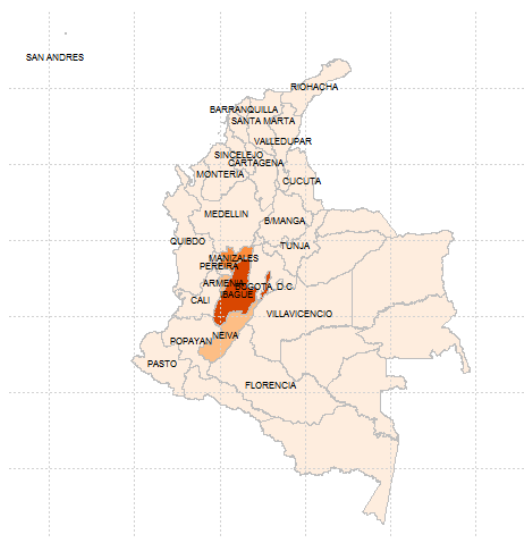 SAN ANDRES
RIOHACHA
BARRANQUILLA
SANTA MARTA
VALLEDUPAR
SINCELEJO
CARTAGENA
MONTERIA
CUCUTA
MEDELLIN
B/MANGA
QUIBDO
TUNJA
MANIZALES
PEREIRA
ARMENIA
BOGOTA, D.C.
IBAGUE
CALI
VILLAVICENCIO
NEIVA
POPAYAN
PASTO
FLORENCIA